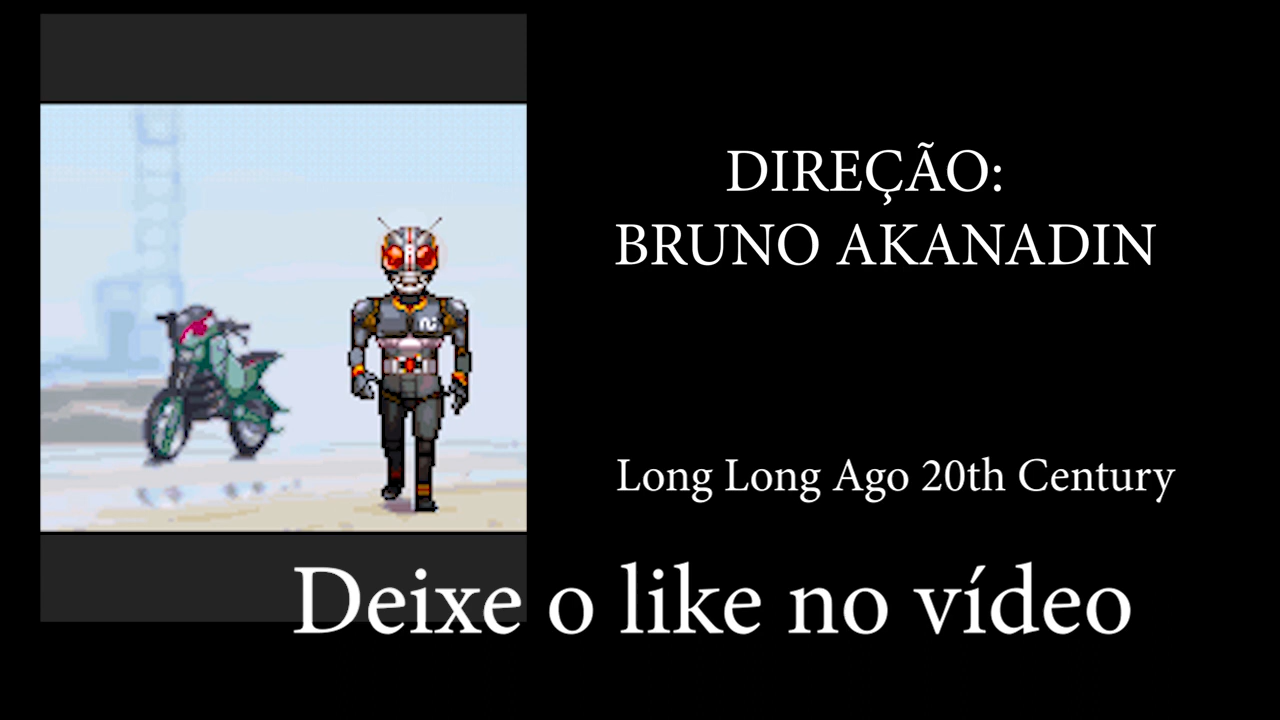 DIREÇÃO:
BRUNO AKANADIN
Long Long Ago 20th Century
Deixe o like no vídeo